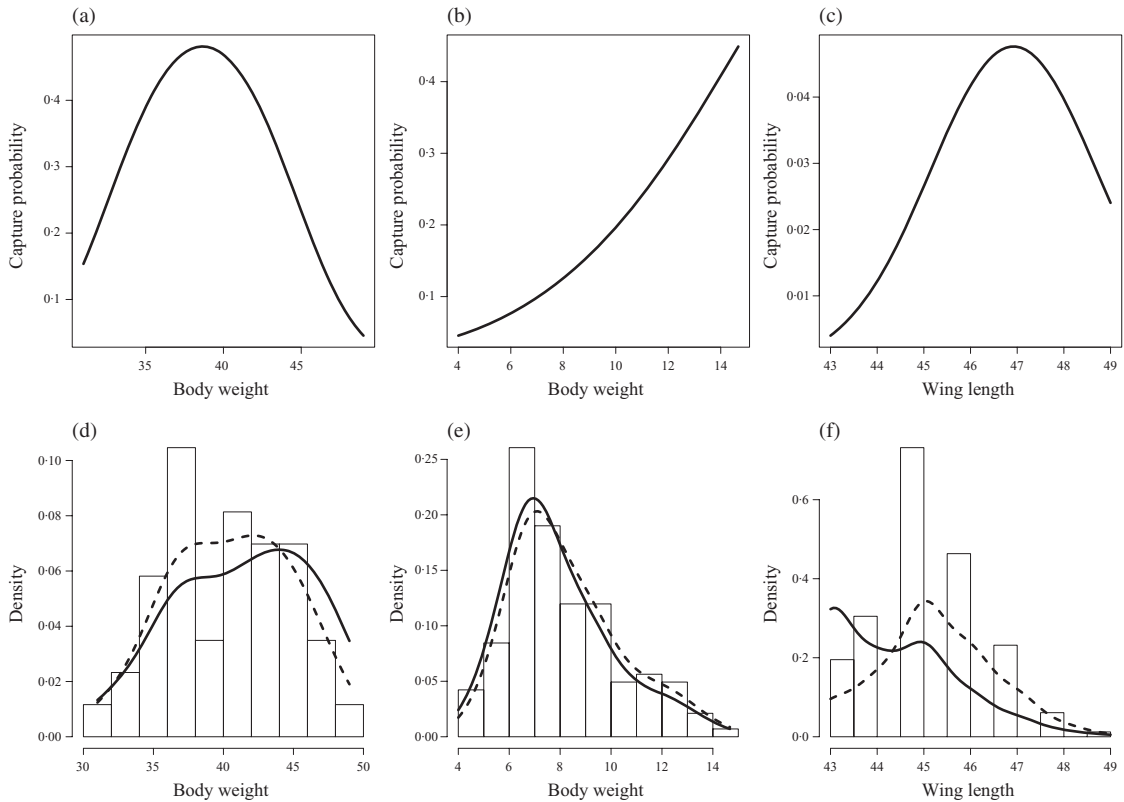 (a)
Capture probability
0·4
0·3
0·2
0·1
35 40 45
Body weight
(b)
Capture probability
0·4
0·3
0·2
0·1
4 6 8 10 12 14
Body weight
(c)
Capture probability
0·04
0·03
0·02
0·01
43 44 45 46 47 48 49
Wing length
(d)
Density
0·10
0·08
0·06
0·04
0·02
0·00
30 35 40 45 50
Body weight
(e)
Density
0·25
0·20
0·15
0·10
0·05
0·00
4 6 8 10 12 14
Body weight
(f)
Density
0·6
0·4
0·2
0·0
43 44 45 46 47 48 49
Wing length